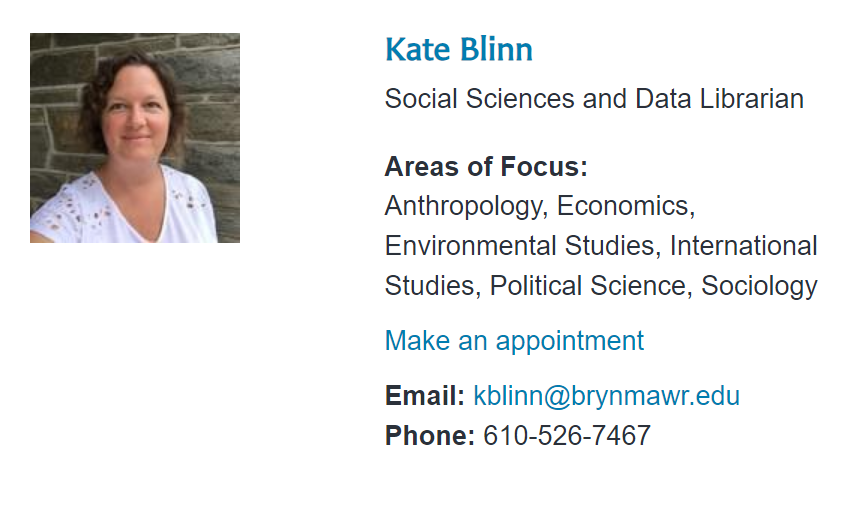 Kate Blinn
Social Sciences and Data Librarian
Areas of Focus:
Anthropology, Economics,
Environmental Studies, International
Studies, Political Science, Sociology
Make an appointment
Email: kblinn@brynmawr.edu
Phone: 610-526-7467